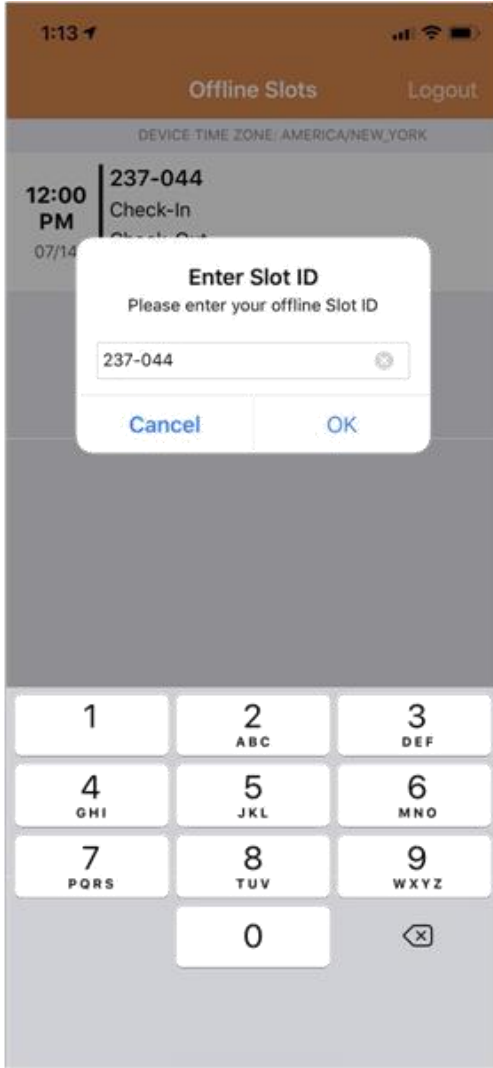 1:13
Offline Slots Logout
DEVICE TIME ZONE: AMERICA/NEW_YORK
12:00 PM
07/14
237-044
Check-In
Check-Out
Enter Slot ID
Please enter your offline Slot ID
237-044
Cancel OK
1 2 3
ABC DEF
4 5 6
GHI JKL MNO
7 8 9
PQRS TUV WXYZ
0